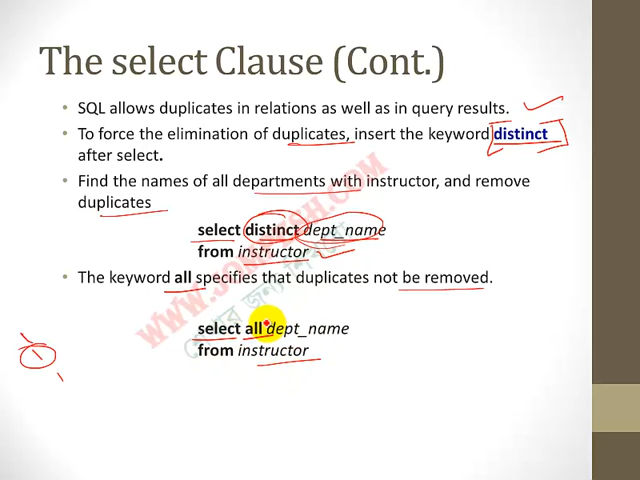 The select Clause (Cont.)
• SQL allows duplicates in relations as well as in query results.
• To force the elimination of duplicates, insert the keyword distinct
after select.
• Find the names of all departments with instructor, and remove
duplicates
select distinct dept_name
from instructor
• The keyword all specifies that duplicates not be removed.
select all dept_name
from instructor